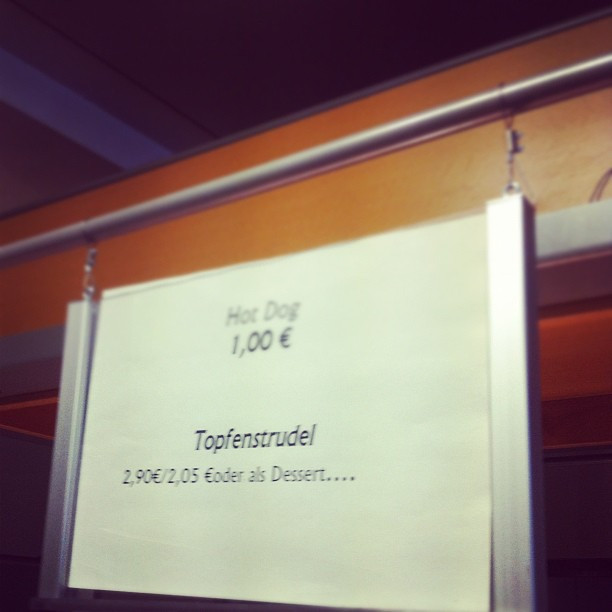 Hot Dog
1,00 €
Topfenstrudel
2,90€/2,05 €oder als Dessert....